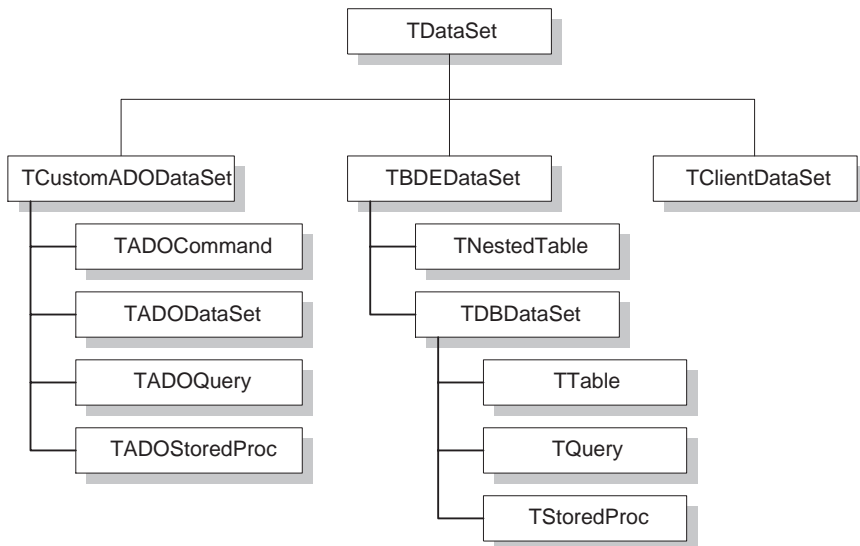 TDataSet
TCustomADODataSet
TBDEDataSet
TClientDataSet
TADOCommand
TNestedTable
TADODataSet
TDBDataSet
TADOQuery
TTable
TADOStoredProc
TQuery
TStoredProc